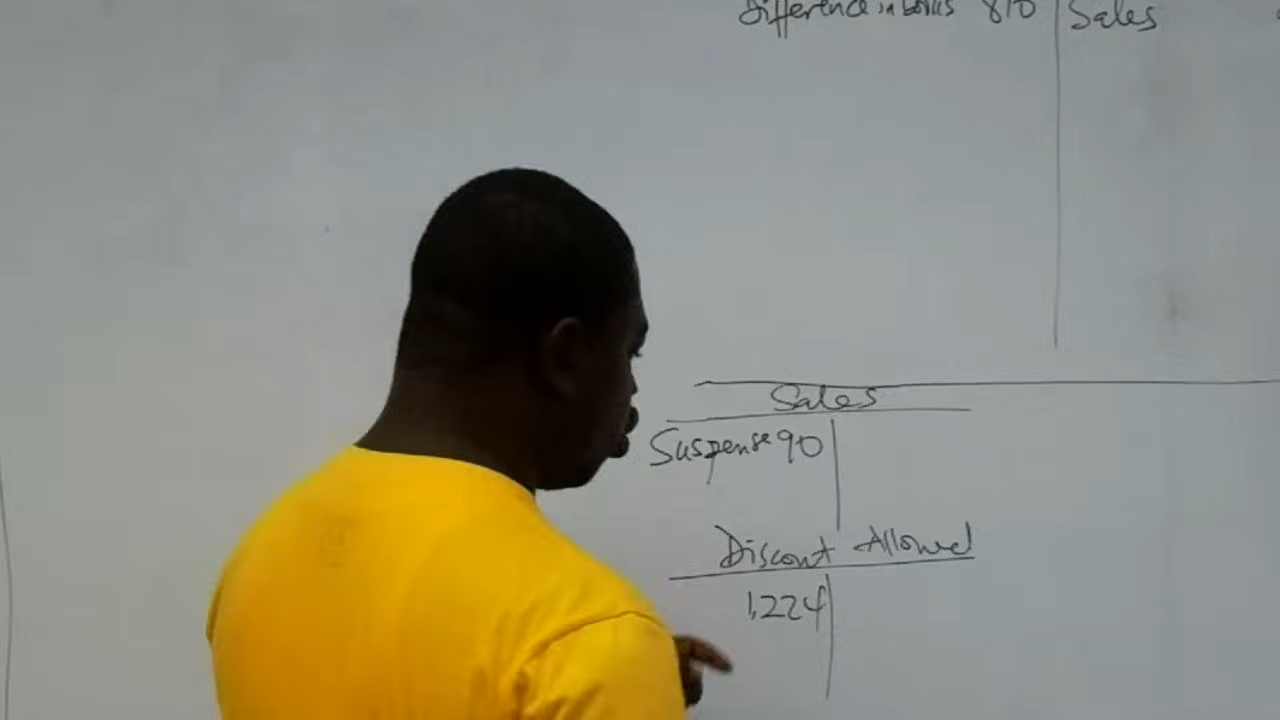 Difference in books 810 Sales
Sales
Suspense 90
Discount Allowed
1,224